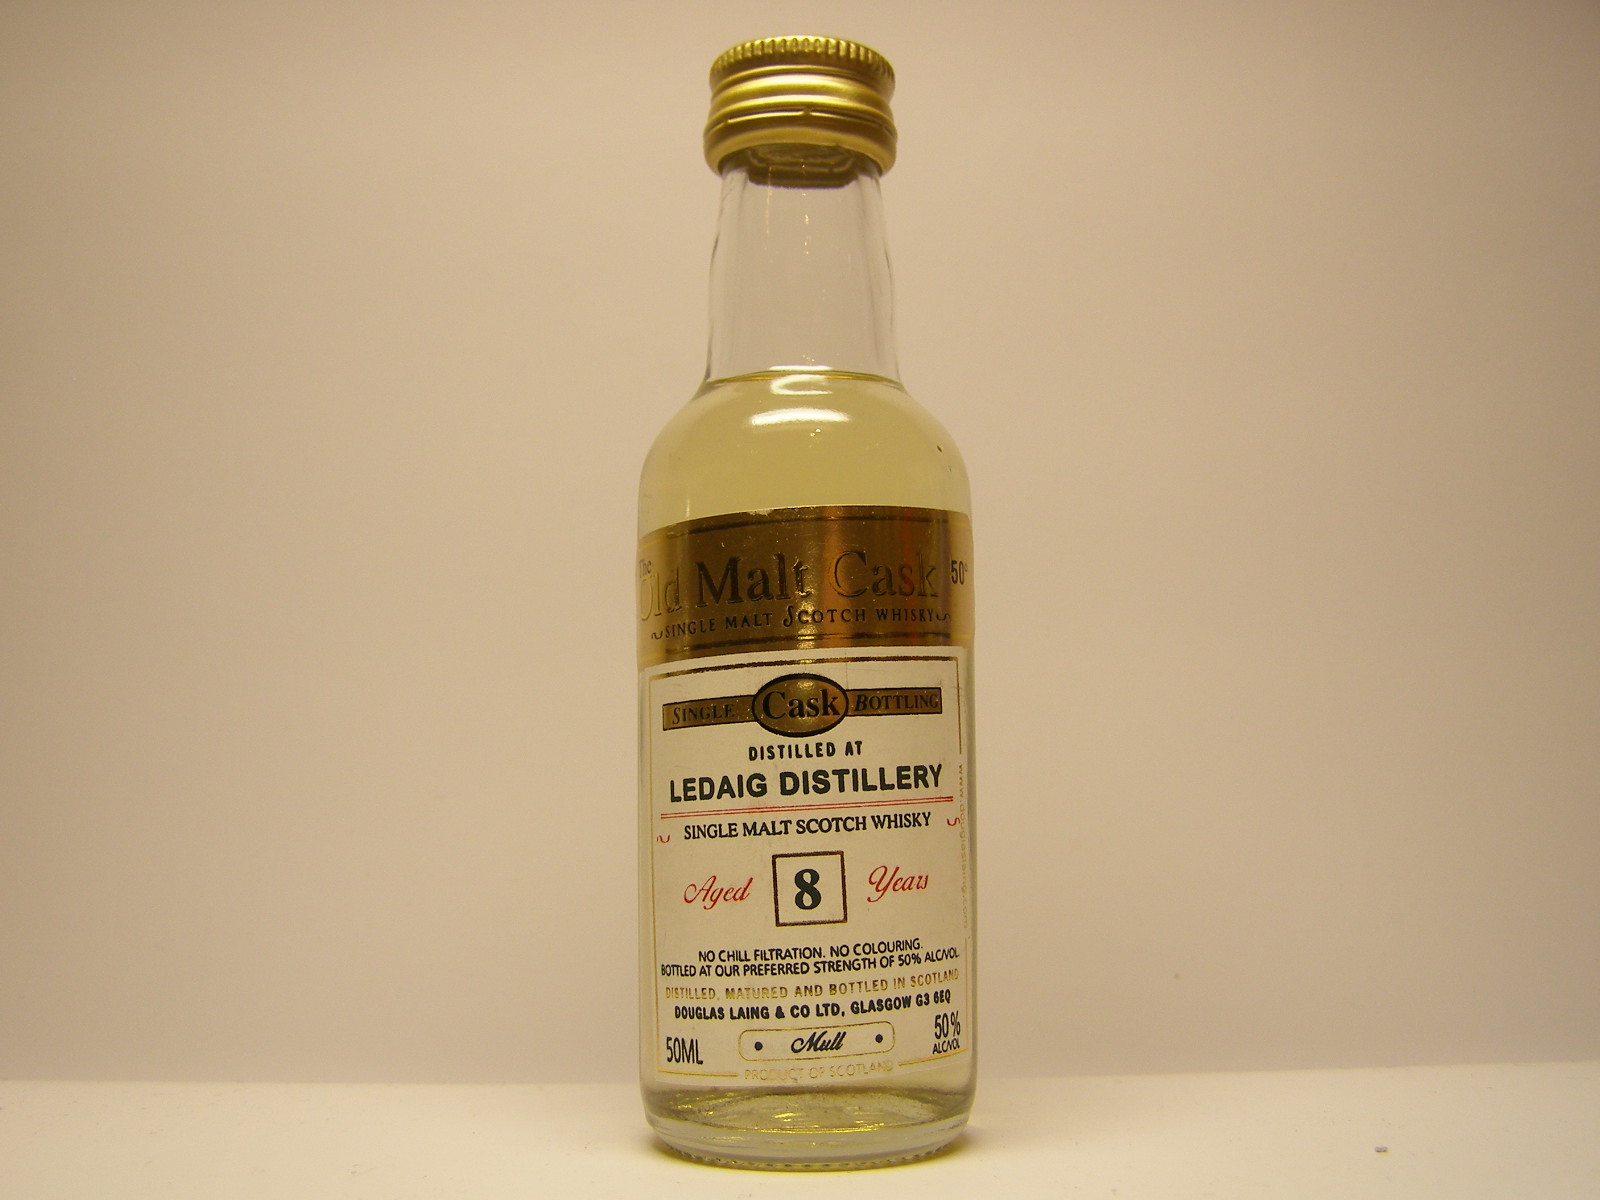 The
Old Malt Cask 50°
SINGLE MALT SCOTCH WHISKY
SINGLE Cask BOTTLING
DISTILLED AT
LEDAIG DISTILLERY
SINGLE MALT SCOTCH WHISKY
Aged 8 Years
NO CHILL FILTRATION. NO COLOURING.
BOTTLED AT OUR PREFERRED STRENGTH OF 50% ALC/VOL.
DISTILLED, MATURED AND BOTTLED IN SCOTLAND
DOUGLAS LAING & CO LTD, GLASGOW G3 6EQ
50ML • Mull • 50%
ALC/VOL
PRODUCT OF SCOTLAND